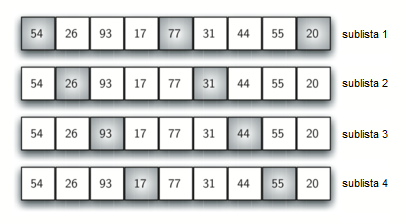 54 26 93 17 77 31 44 55 20 sublista 1
54 26 93 17 77 31 44 55 20 sublista 2
54 26 93 17 77 31 44 55 20 sublista 3
54 26 93 17 77 31 44 55 20 sublista 4